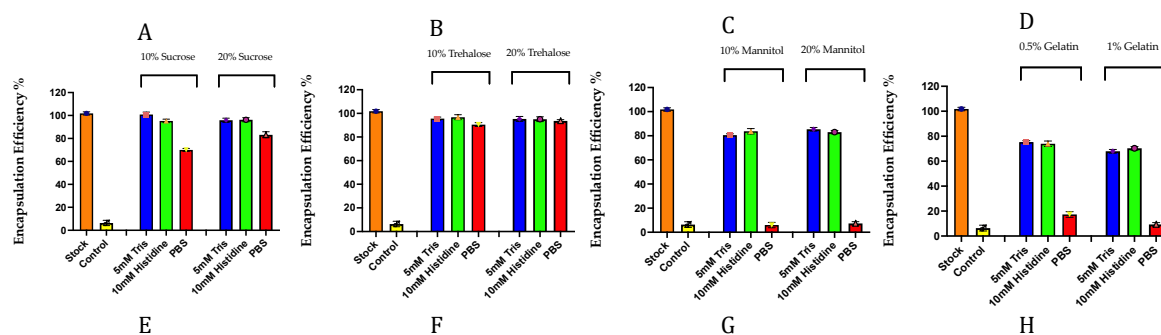 A
10% Sucrose 20% Sucrose
Encapsulation Efficiency %
120
100
80
60
40
20
0
Stock
Control
5mM Tris
10mM Histidine
PBS
5mM Tris
10mM Histidine
PBS
E
B
10% Trehalose 20% Trehalose
Encapsulation Efficiency %
120
100
80
60
40
20
0
Stock
Control
5mM Tris
10mM Histidine
PBS
5mM Tris
10mM Histidine
PBS
F
C
10% Mannitol 20% Mannitol
Encapsulation Efficiency %
120
100
80
60
40
20
0
Stock
Control
5mM Tris
10mM Histidine
PBS
5mM Tris
10mM Histidine
PBS
G
D
0.5% Gelatin 1% Gelatin
Encapsulation Efficiency %
120
100
80
60
40
20
0
Stock
Control
5mM Tris
10mM Histidine
PBS
5mM Tris
10mM Histidine
PBS
H